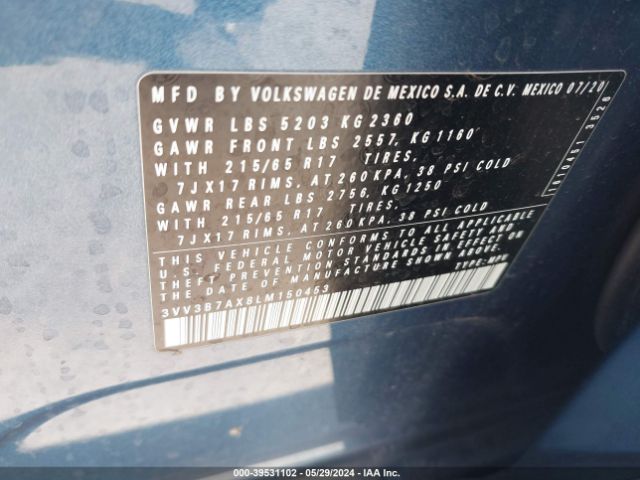 MFD BY VOLKSWAGEN DE MEXICO S.A. DE C.V. MEXICO 07/20
GVWR LBS 5203 KG 2360
GAWR FRONT LBS 2557, KG 1160
WITH 215/65 R17 TIRES,
7JX17 RIMS, AT 260 KPA, 38 PSI COLD
GAWR REAR LBS 2756, KG 1250
WITH 215/65 R17 TIRES,
7JX17 RIMS, AT 260 KPA, 38 PSI COLD
THIS VEHICLE CONFORMS TO ALL APPLICABLE
U.S. FEDERAL MOTOR VEHICLE SAFETY AND
THEFT PREVENTION STANDARDS IN EFFECT ON
THE DATE OF MANUFACTURE SHOWN ABOVE.
3VV3B7AX8LM150453 TYPE: MPV
000-39531102 - 05/29/2024 - IAA Inc.